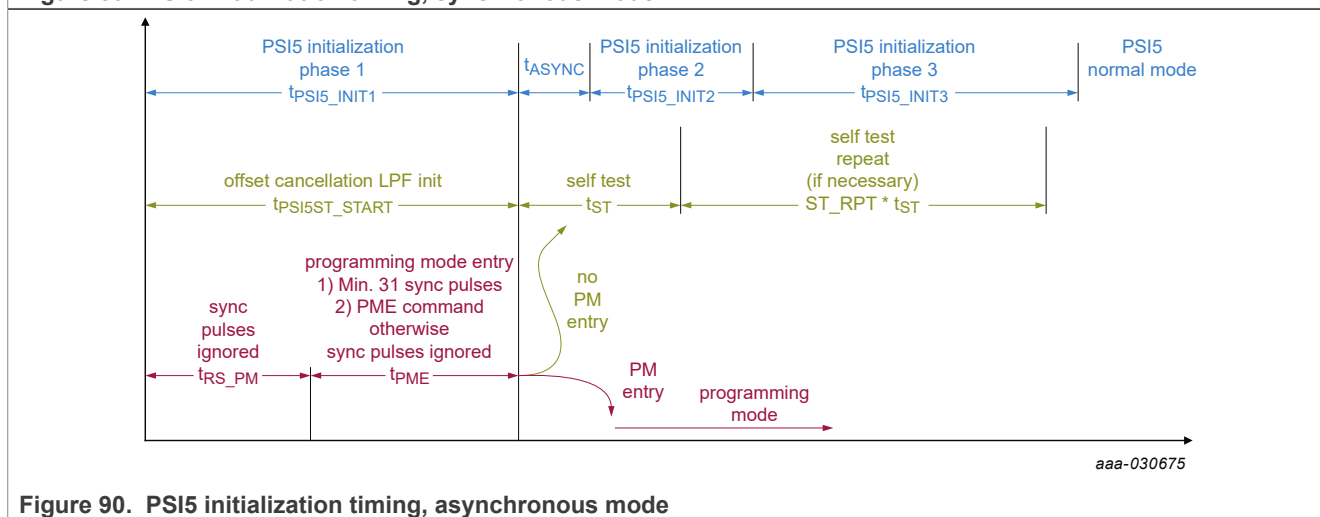 PSI5 initialization
phase 1
tPSI5_INIT1
tASYNC
PSI5 initialization
phase 2
tPSI5_INIT2
PSI5 initialization
phase 3
tPSI5_INIT3
PSI5
normal mode
offset cancellation LPF init
tPSI5ST_START
self test
tST
self test
repeat
(if necessary)
ST_RPT * tST
sync
pulses
ignored
tRS_PM
programming mode entry
1) Min. 31 sync pulses
2) PME command
otherwise
sync pulses ignored
tPME
no
PM
entry
PM
entry
programming
mode
aaa-030675
Figure 90. PSI5 initialization timing, asynchronous mode